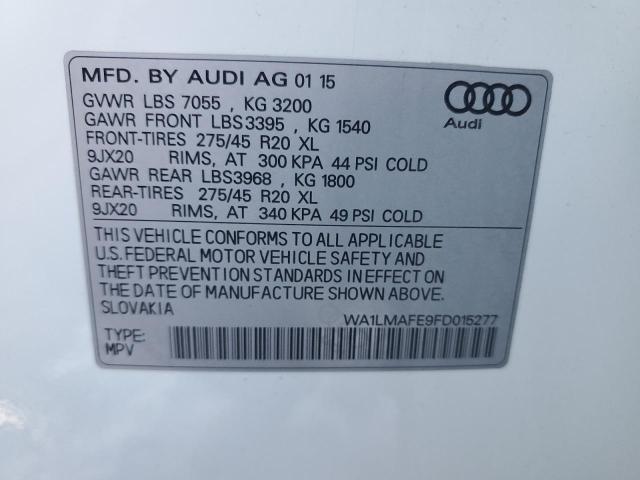 MFD. BY AUDI AG 01 15
GVWR LBS 7055 , KG 3200
GAWR FRONT LBS3395 , KG 1540
FRONT-TIRES 275/45 R20 XL
9JX20 RIMS, AT 300 KPA 44 PSI COLD
GAWR REAR LBS3968 , KG 1800
REAR-TIRES 275/45 R20 XL
9JX20 RIMS, AT 340 KPA 49 PSI COLD
Audi
THIS VEHICLE CONFORMS TO ALL APPLICABLE
U.S. FEDERAL MOTOR VEHICLE SAFETY AND
THEFT PREVENTION STANDARDS IN EFFECT ON
THE DATE OF MANUFACTURE SHOWN ABOVE.
SLOVAKIA
WA1LMAFE9FD015277
TYPE:
MPV